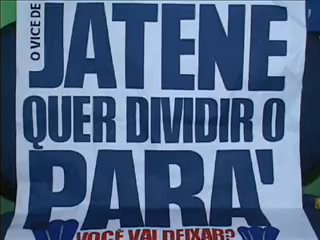 O VICE DE
JATENE
QUER DIVIDIR O
PARA'
VOCÊ VAI DEIXAR?